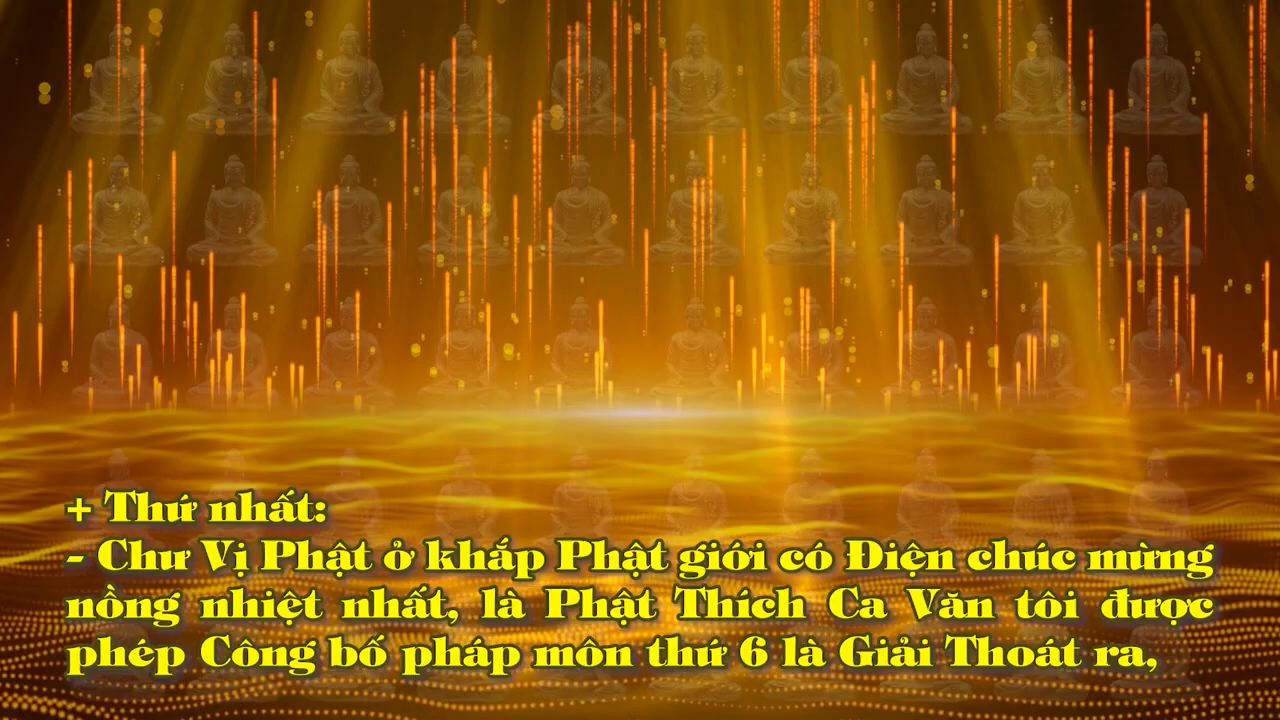 + Thứ nhất:
- Chư Vị Phật ở khắp Phật giới có Điện chúc mừng
nồng nhiệt nhất, là Phật Thích Ca Văn tôi được
phép Công bố pháp môn thứ 6 là Giải Thoát ra,